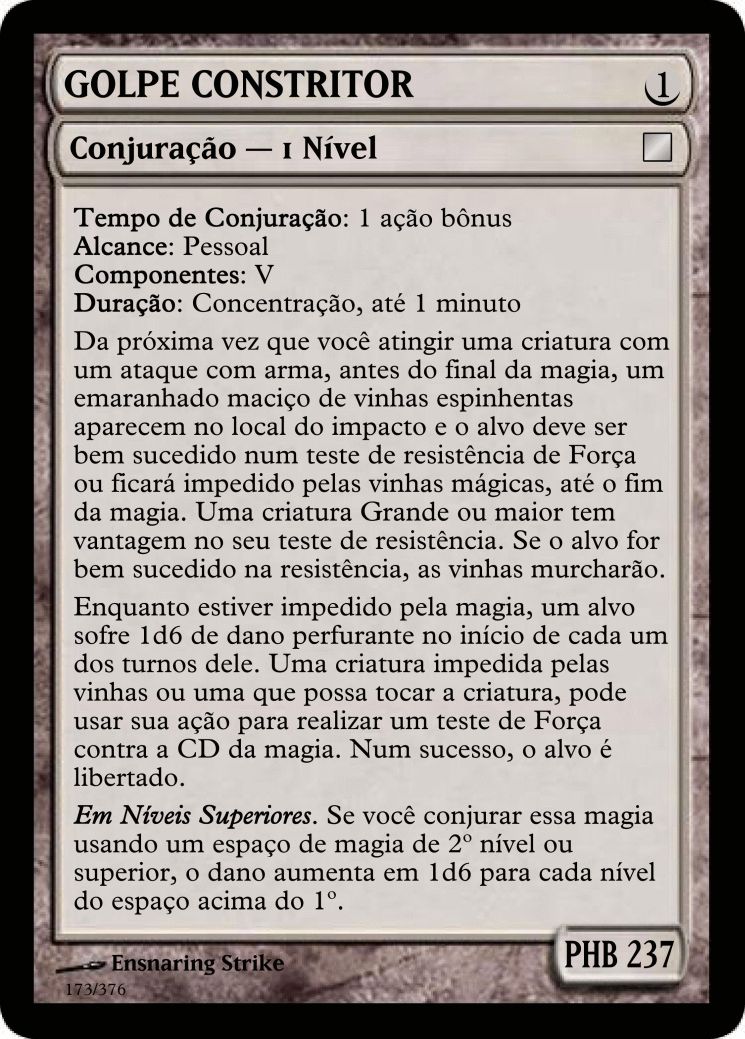 GOLPE CONSTRITOR 1
Conjuração — 1 Nível
Tempo de Conjuração: 1 ação bônus
Alcance: Pessoal
Componentes: V
Duração: Concentração, até 1 minuto
Da próxima vez que você atingir uma criatura com
um ataque com arma, antes do final da magia, um
emaranhado maciço de vinhas espinhentas
aparecem no local do impacto e o alvo deve ser
bem sucedido num teste de resistência de Força
ou ficará impedido pelas vinhas mágicas, até o fim
da magia. Uma criatura Grande ou maior tem
vantagem no seu teste de resistência. Se o alvo for
bem sucedido na resistência, as vinhas murcharão.
Enquanto estiver impedido pela magia, um alvo
sofre 1d6 de dano perfurante no início de cada um
dos turnos dele. Uma criatura impedida pelas
vinhas ou uma que possa tocar a criatura, pode
usar sua ação para realizar um teste de Força
contra a CD da magia. Num sucesso, o alvo é
libertado.
Em Níveis Superiores. Se você conjurar essa magia
usando um espaço de magia de 2º nível ou
superior, o dano aumenta em 1d6 para cada nível
do espaço acima do 1º.
PHB 237
Ensnaring Strike
173/376